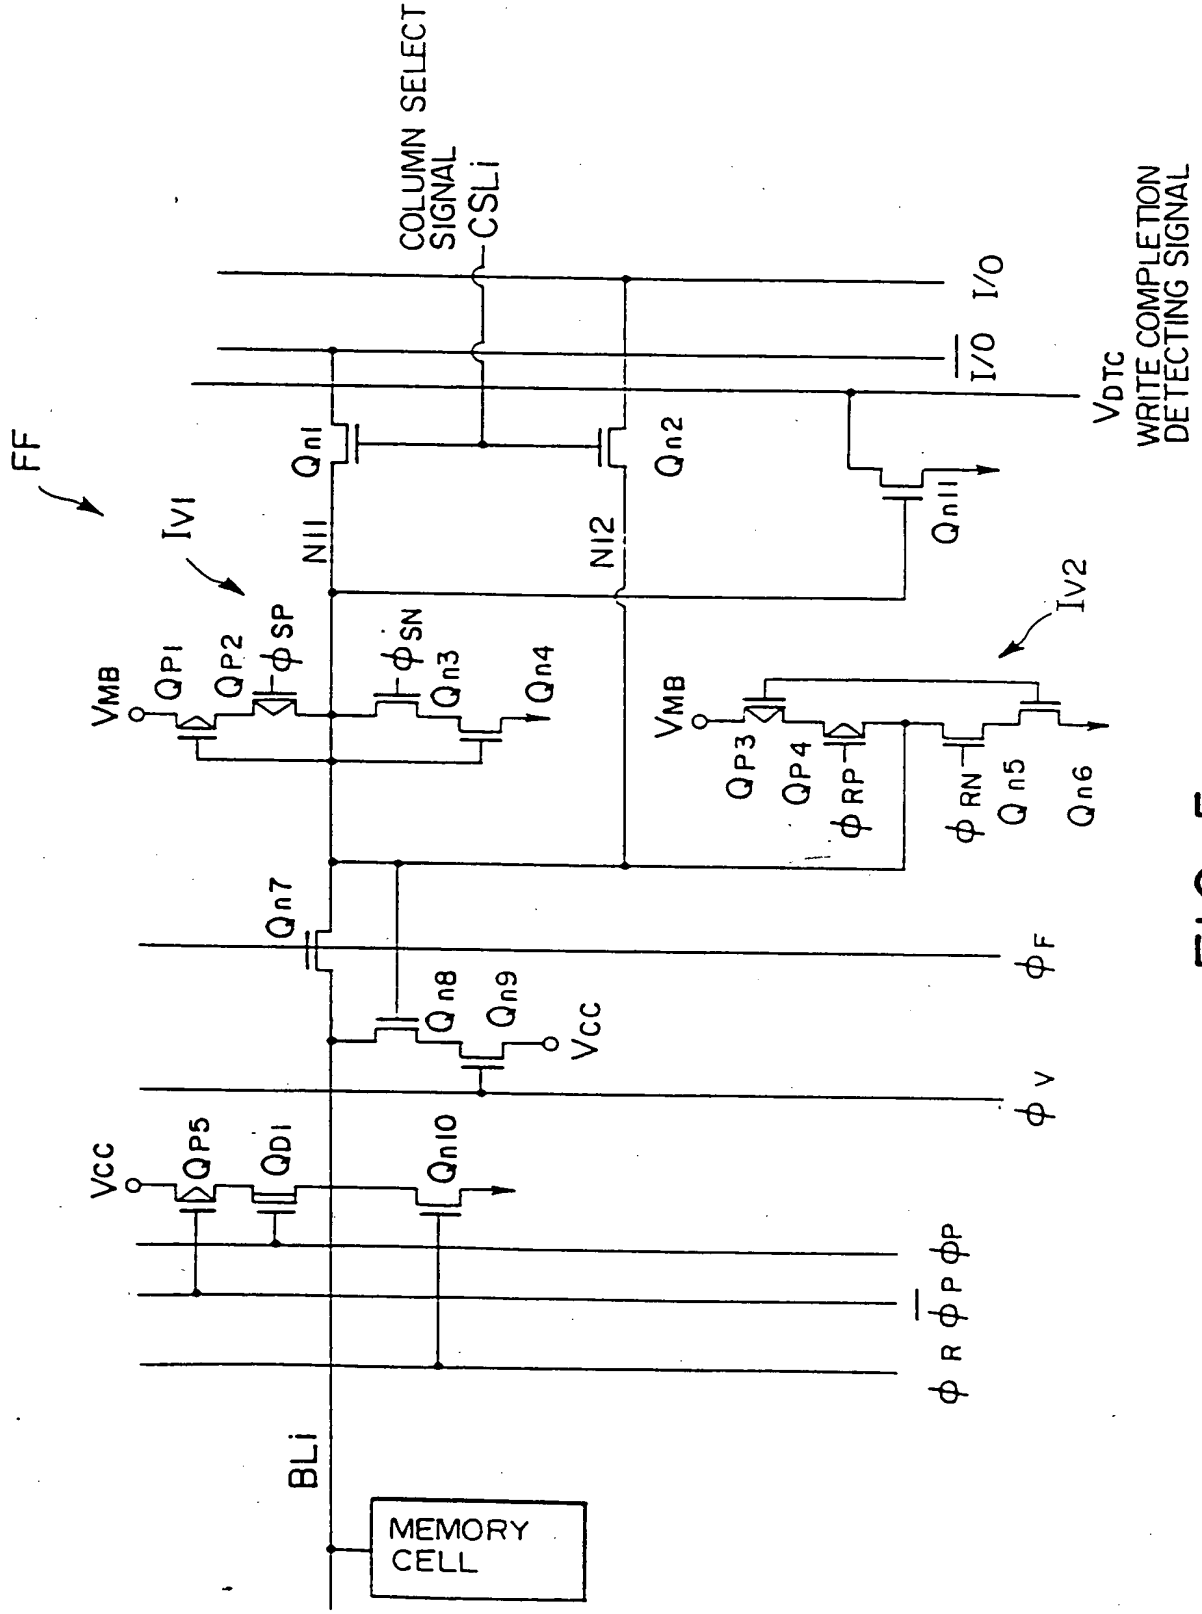 FF
COLUMN SELECT
SIGNAL
CSLi
IV1
VMB
QP1
QP2
φSP
φSN
Qn3
Qn4
N11
Qn1
N12
Qn2
Qn11
I/O
I/O
VDTC
WRITE COMPLETION
DETECTING SIGNAL
VMB
QP3
QP4
φRP
φRN
Qn5
Qn6
IV2
Qn7
φF
Qn8
Qn9
VCC
φV
VCC
QP5
QD1
Qn10
φP
φP
φR
BLi
MEMORY
CELL